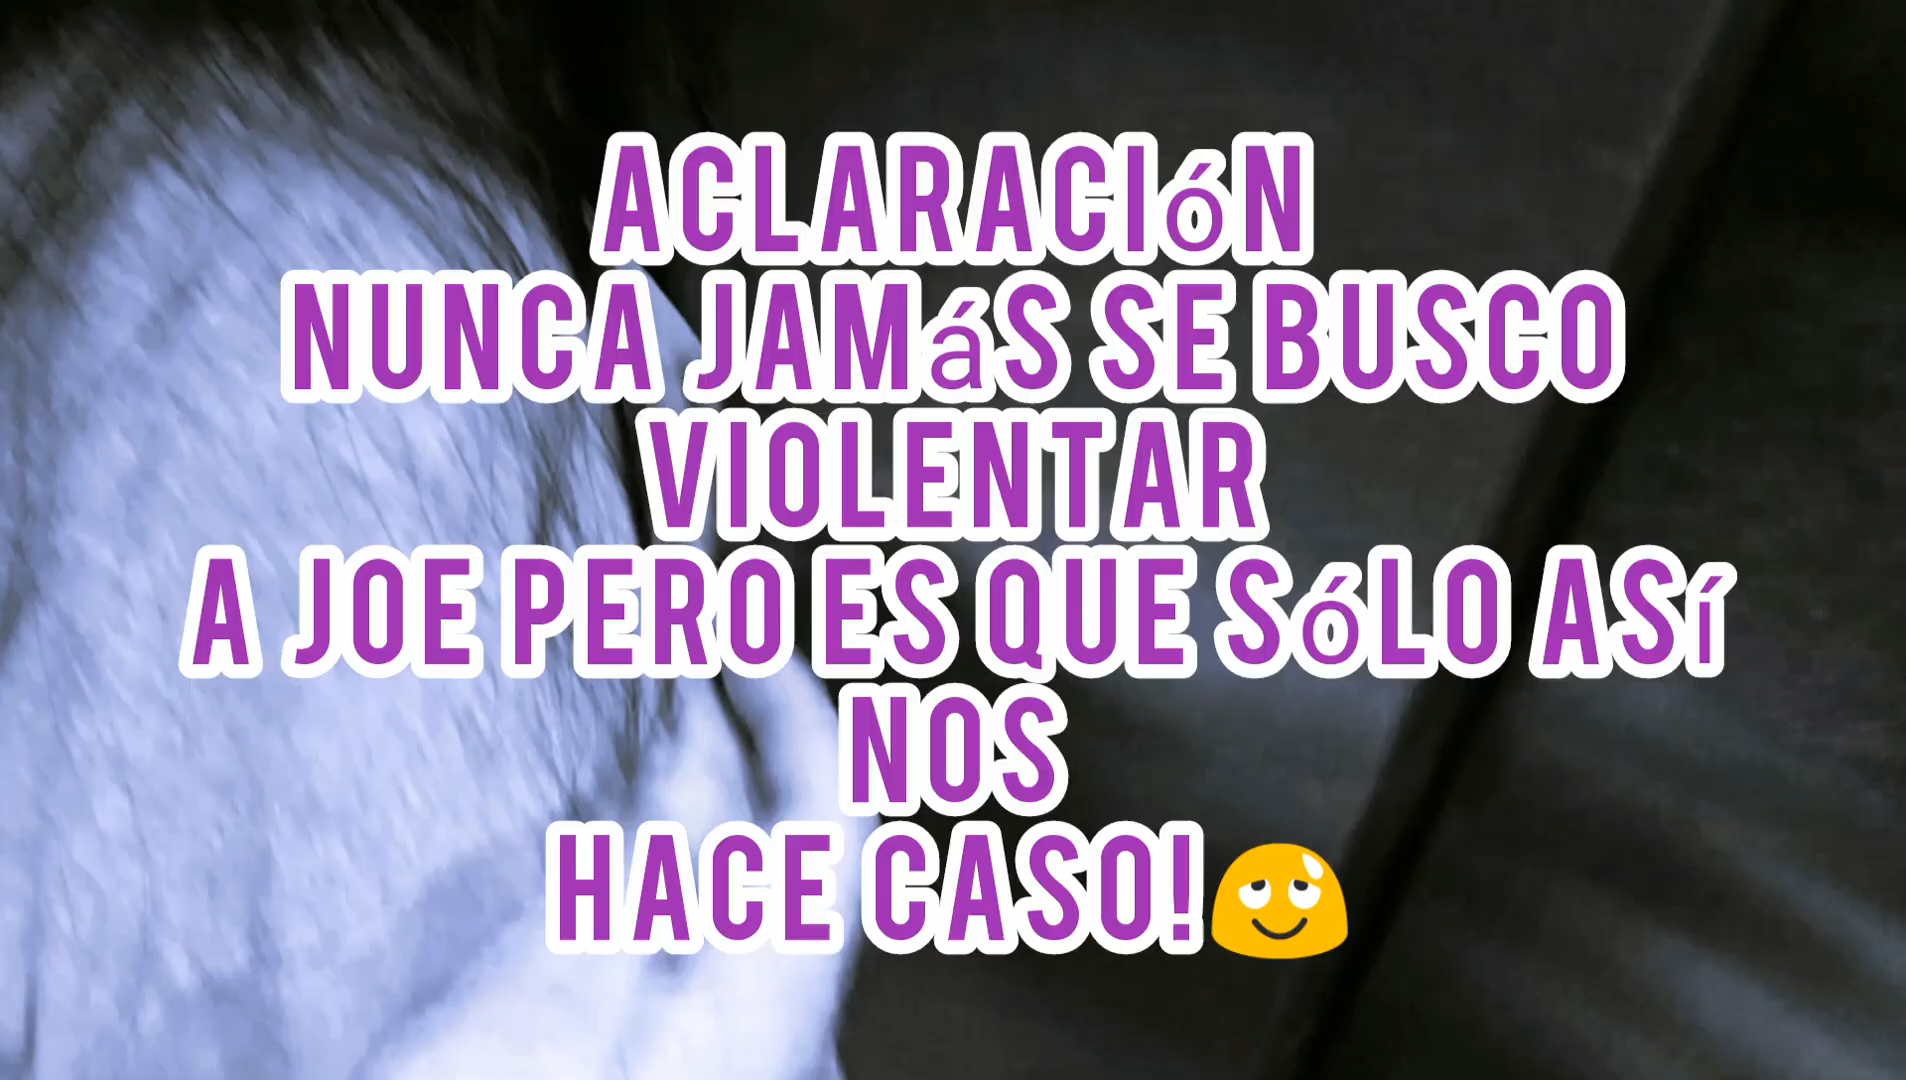 ACLARACIóN
NUNCA JAMáS SE BUSCO
VIOLENTAR
A JOE PERO ES QUE SóLO ASí
NOS
HACE CASO!😅